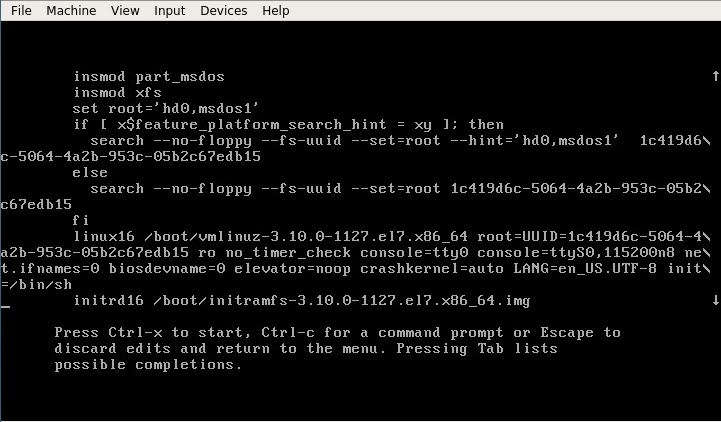 File Machine View Input Devices Help
insmod part_msdos ↑
insmod xfs
set root='hd0,msdos1'
if [ x$feature_platform_search_hint = xy ]; then
search --no-floppy --fs-uuid --set=root --hint='hd0,msdos1'  1c419d6\
c-5064-4a2b-953c-05b2c67edb15
else
search --no-floppy --fs-uuid --set=root 1c419d6c-5064-4a2b-953c-05b2\
c67edb15
fi
linux16 /boot/vmlinuz-3.10.0-1127.el7.x86_64 root=UUID=1c419d6c-5064-4\
a2b-953c-05b2c67edb15 ro no_timer_check console=tty0 console=ttyS0,115200n8 ne\
t.ifnames=0 biosdevname=0 elevator=noop crashkernel=auto LANG=en_US.UTF-8 init\
=/bin/sh
initrd16 /boot/initramfs-3.10.0-1127.el7.x86_64.img ↓
Press Ctrl-x to start, Ctrl-c for a command prompt or Escape to
discard edits and return to the menu. Pressing Tab lists
possible completions.